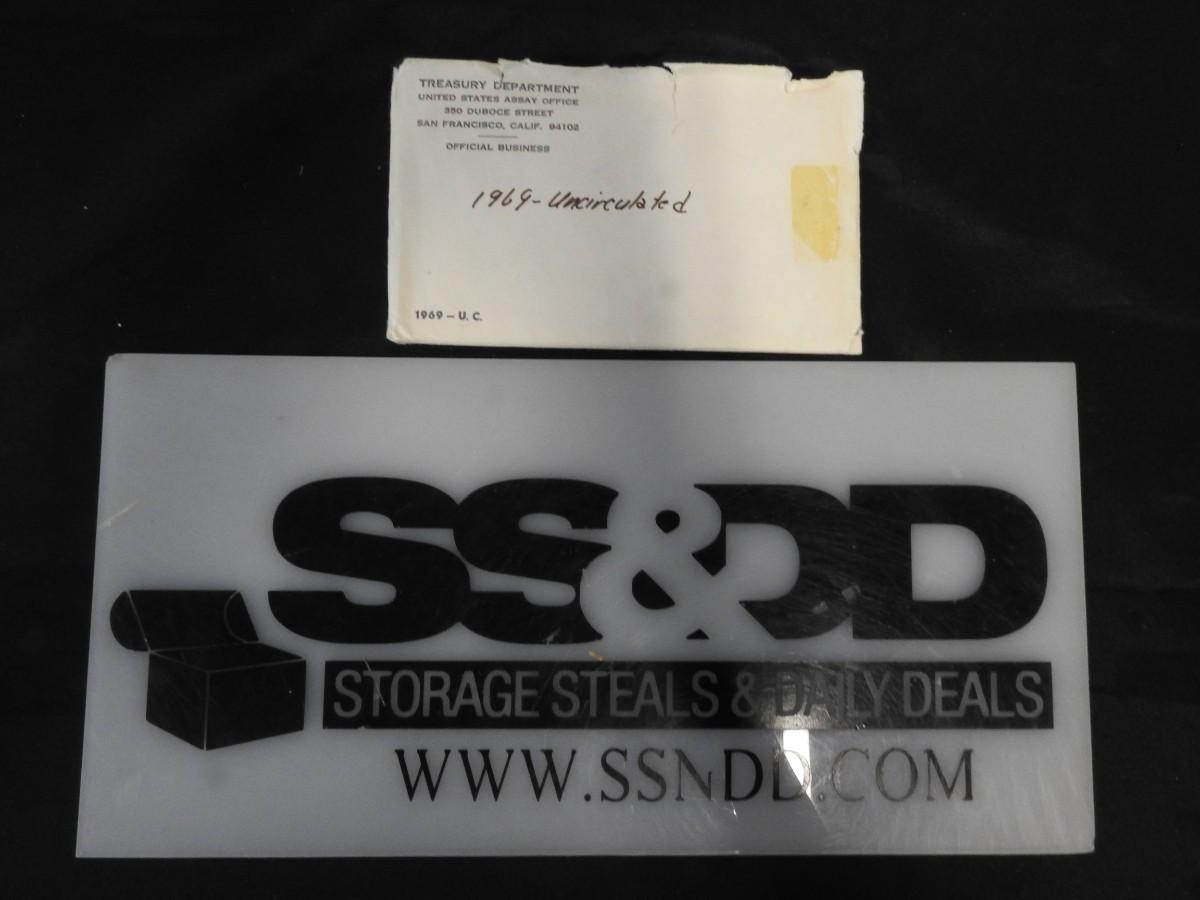 TREASURY DEPARTMENT
UNITED STATES ASSAY OFFICE
350 DUBOCE STREET
SAN FRANCISCO, CALIF. 94102
OFFICIAL BUSINESS
1969 - Uncirculated
1969 – U. C.
SS&DD
STORAGE STEALS & DAILY DEALS
WWW.SSNDD.COM